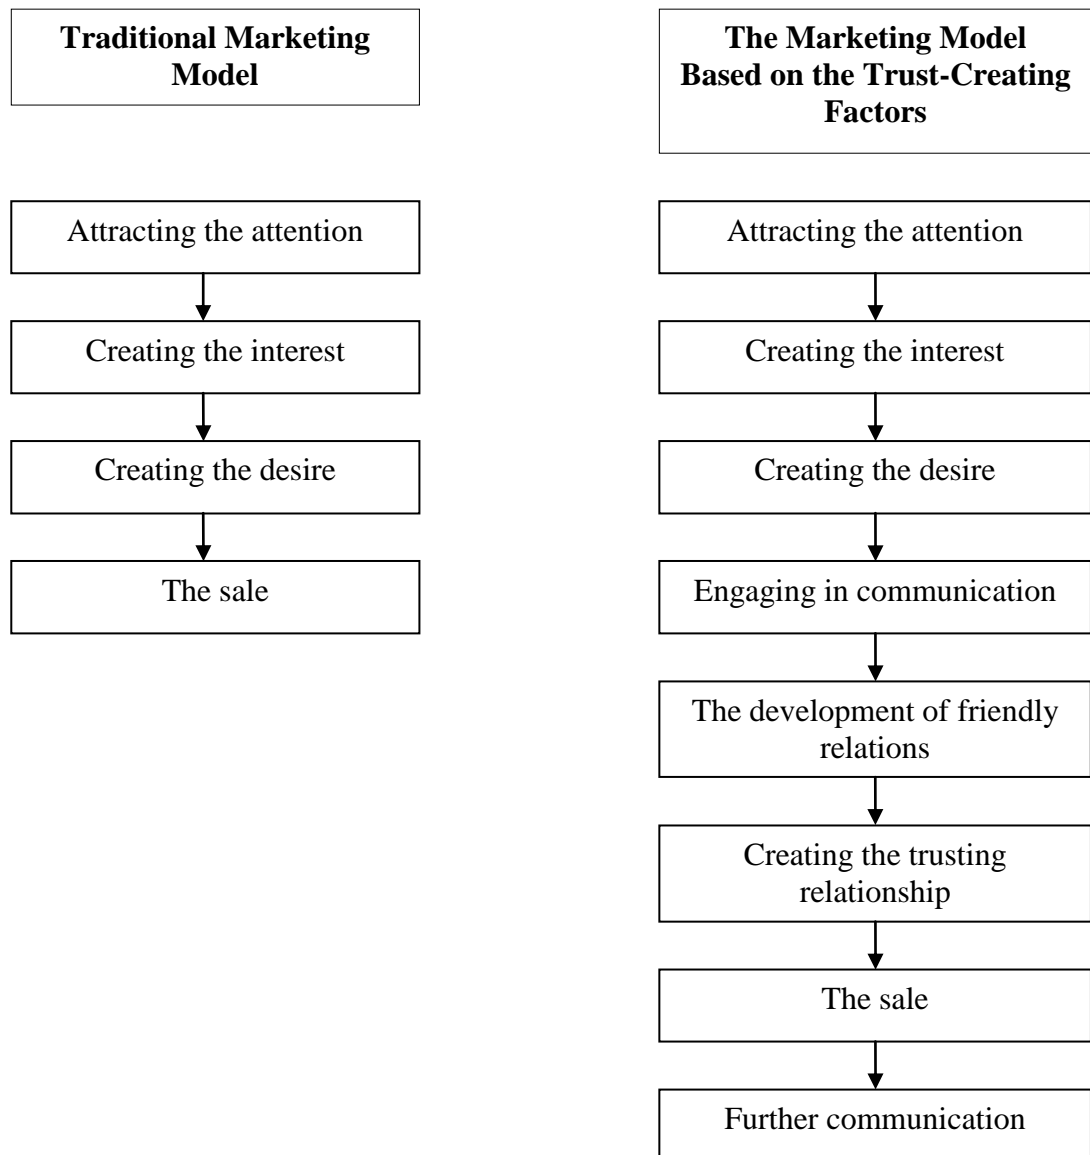 Traditional Marketing
Model
Attracting the attention
Creating the interest
Creating the desire
The sale
The Marketing Model
Based on the Trust-Creating
Factors
Attracting the attention
Creating the interest
Creating the desire
Engaging in communication
The development of friendly
relations
Creating the trusting
relationship
The sale
Further communication